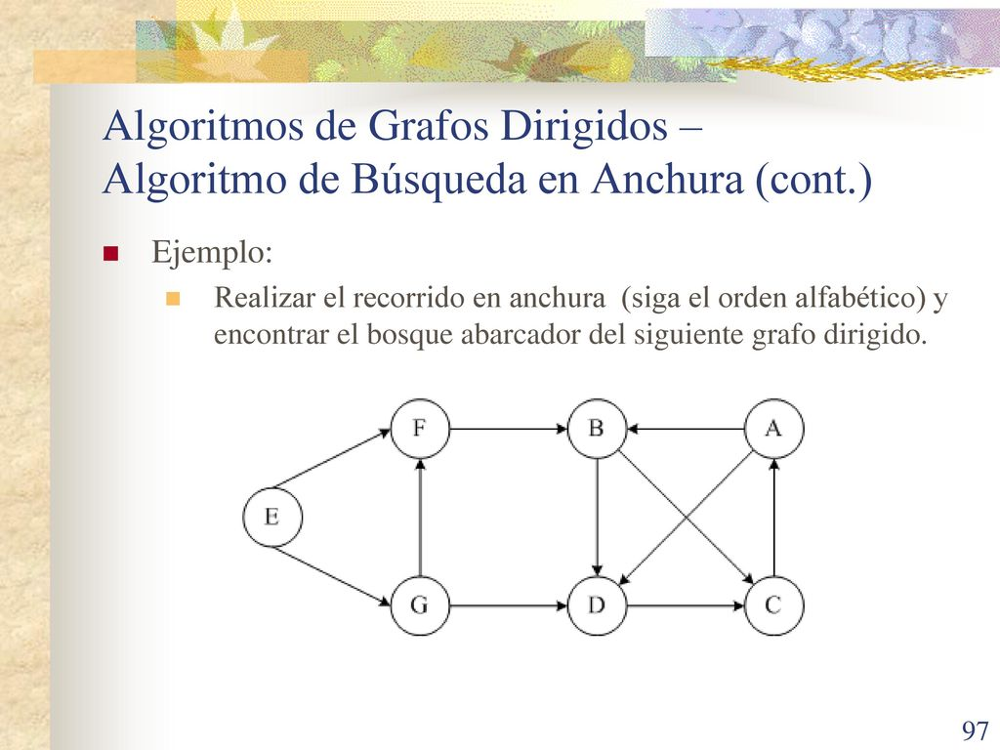 Algoritmos de Grafos Dirigidos –
Algoritmo de Búsqueda en Anchura (cont.)
Ejemplo:
Realizar el recorrido en anchura (siga el orden alfabético) y
encontrar el bosque abarcador del siguiente grafo dirigido.
F B A
E
G D C
97